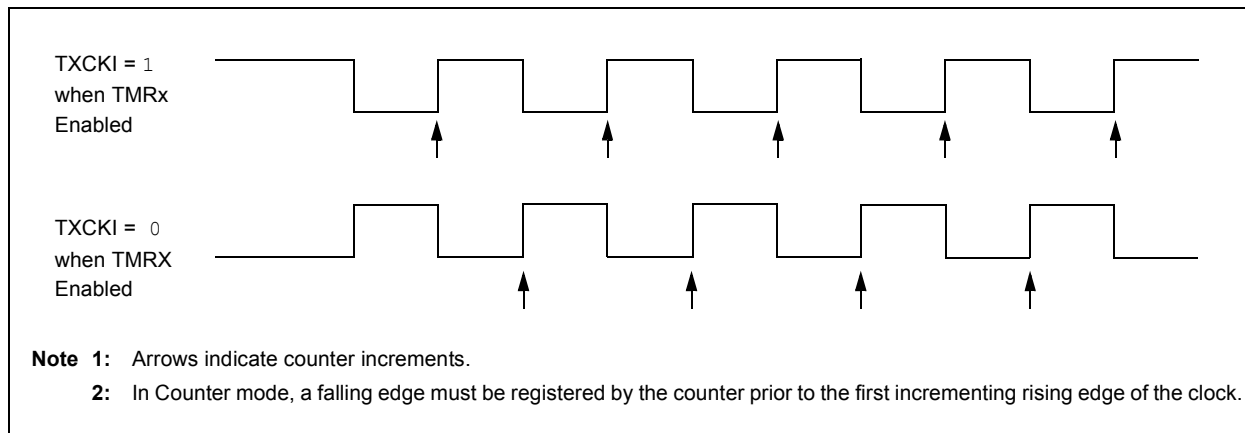 TXCKI = 1
when TMRx
Enabled
TXCKI = 0
when TMRX
Enabled
Note 1: Arrows indicate counter increments.
2: In Counter mode, a falling edge must be registered by the counter prior to the first incrementing rising edge of the clock.